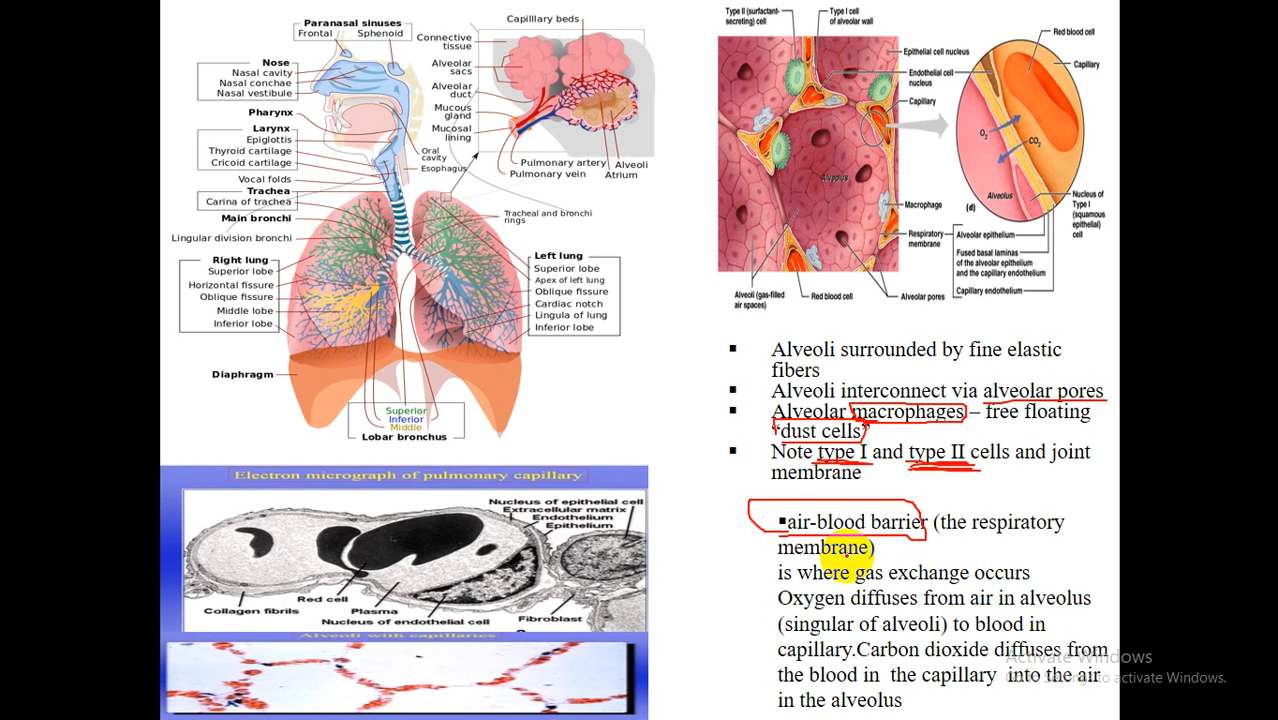 Paranasal sinuses
Frontal
Sphenoid
Nose
Nasal cavity
Nasal conchae
Nasal vestibule
Pharynx
Larynx
Epiglottis
Thyroid cartilage
Cricoid cartilage
Vocal folds
Trachea
Carina of trachea
Main bronchi
Lingular division bronchi
Right lung
Superior lobe
Horizontal fissure
Oblique fissure
Middle lobe
Inferior lobe
Diaphragm
Oral
cavity
Esophagus
Tracheal and bronchi
rings
Left lung
Superior lobe
Apex of left lung
Oblique fissure
Cardiac notch
Lingula of lung
Inferior lobe
Superior
Inferior
Middle
Lobar bronchus
Capilllary beds
Connective
tissue
Alveolar
sacs
Alveolar
duct
Mucous
gland
Mucosal
lining
Pulmonary artery
Pulmonary vein
Alveoli
Atrium
Type II (surfactant-
secreting) cell
Type I cell
of alveolar wall
Epithelial cell nucleus
Endothelial cell
nucleus
Capillary
Macrophage
Respiratory
membrane
Alveolus
Alveoli (gas-filled
air spaces)
Red blood cell
Alveolar pores
Red blood cell
Capillary
O2
CO2
Alveolus
(d)
Nucleus of
Type I
(squamous
epithelial)
cell
Alveolar epithelium
Fused basal laminas
of the alveolar epithelium
and the capillary endothelium
Capillary endothelium
▪ Alveoli surrounded by fine elastic
fibers
▪ Alveoli interconnect via alveolar pores
▪ Alveolar macrophages – free floating
“dust cells”
▪ Note type I and type II cells and joint
membrane
▪air-blood barrier (the respiratory
membrane)
is where gas exchange occurs
Oxygen diffuses from air in alveolus
(singular of alveoli) to blood in
capillary.Carbon dioxide diffuses from
the blood in the capillary into the air
in the alveolus
Electron micrograph of pulmonary capillary
Nucleus of epithelial cell
Extracellular matrix
Endothelium
Epithelium
Red cell
Collagen fibrils
Plasma
Nucleus of endothelial cell
Fibroblast
Alveoli with capillaries
Activate Windows
Go to Settings to activate Windows.